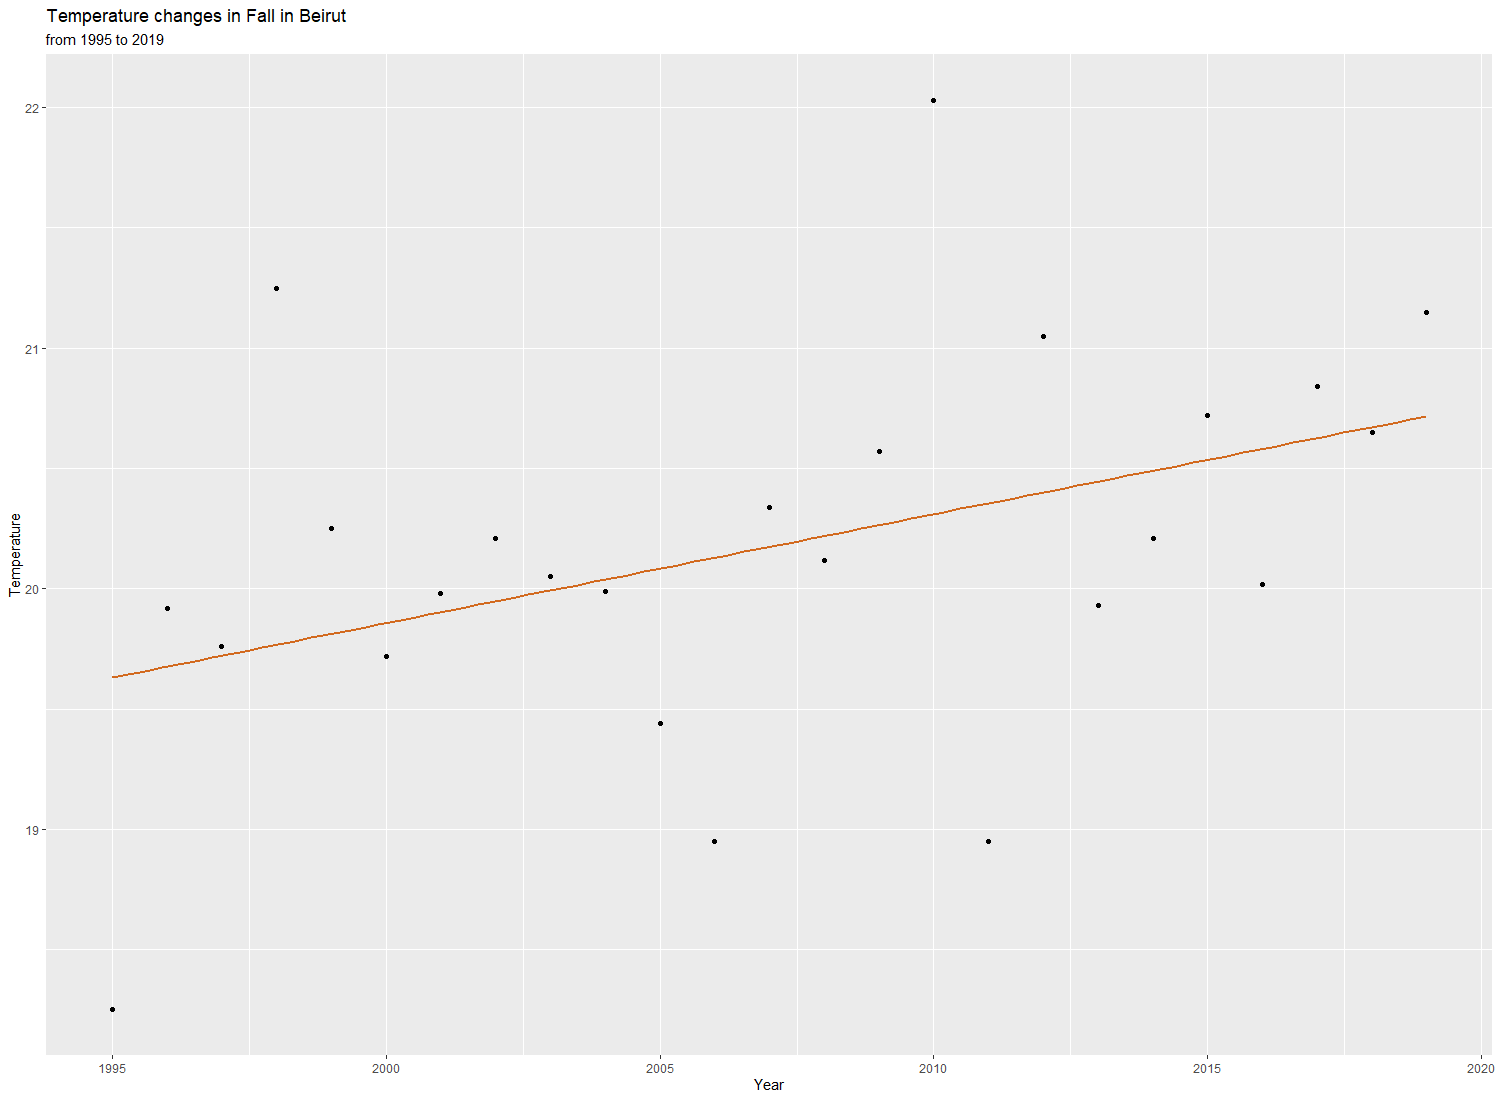 Temperature changes in Fall in Beirut
from 1995 to 2019
22
21
20
19
Temperature
1995 2000 2005 2010 2015 2020
Year